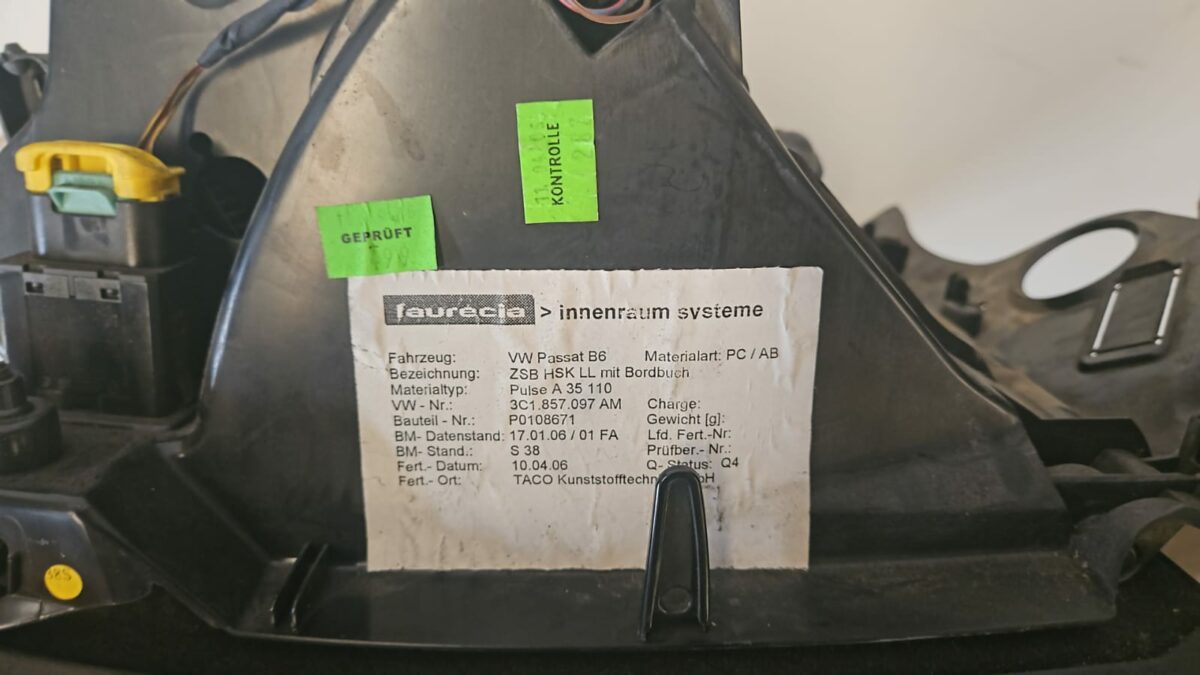 KONTROLLE
GEPRÜFT
faurecia > innenraum systeme
Fahrzeug: VW Passat B6 Materialart: PC / AB
Bezeichnung: ZSB HSK LL mit Bordbuch
Materialtyp: Pulse A 35 110
VW - Nr.: 3C1.857.097 AM Charge:
Bauteil - Nr.: P0108671 Gewicht [g]:
BM- Datenstand: 17.01.06 / 01 FA Lfd. Fert.-Nr:
BM- Stand.: S 38 Prüfber.- Nr.:
Fert.- Datum: 10.04.06 Q- Status: Q4
Fert.- Ort: TACO